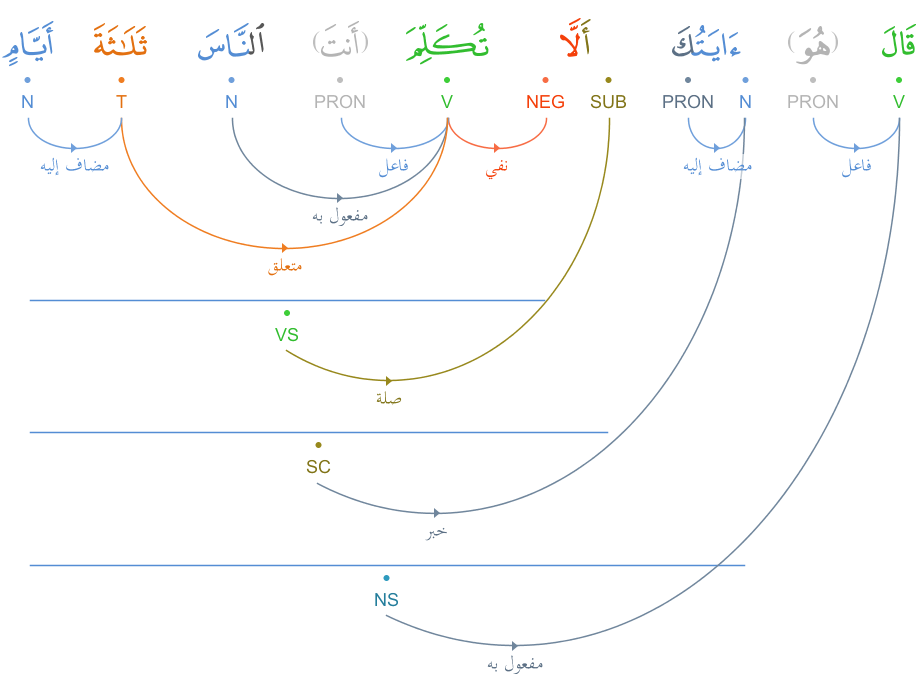 قَالَ (هُوَ) ءَايَتُكَ أَلَّا تُكَلِّمَ (أَنتَ) ٱلنَّاسَ ثَلَـٰثَةَ أَيَّامٍ
V PRON N PRON SUB NEG V PRON N T N
فاعل مضاف إليه نفي فاعل مضاف إليه
مفعول به
متعلق
VS
صلة
SC
خبر
NS
مفعول به